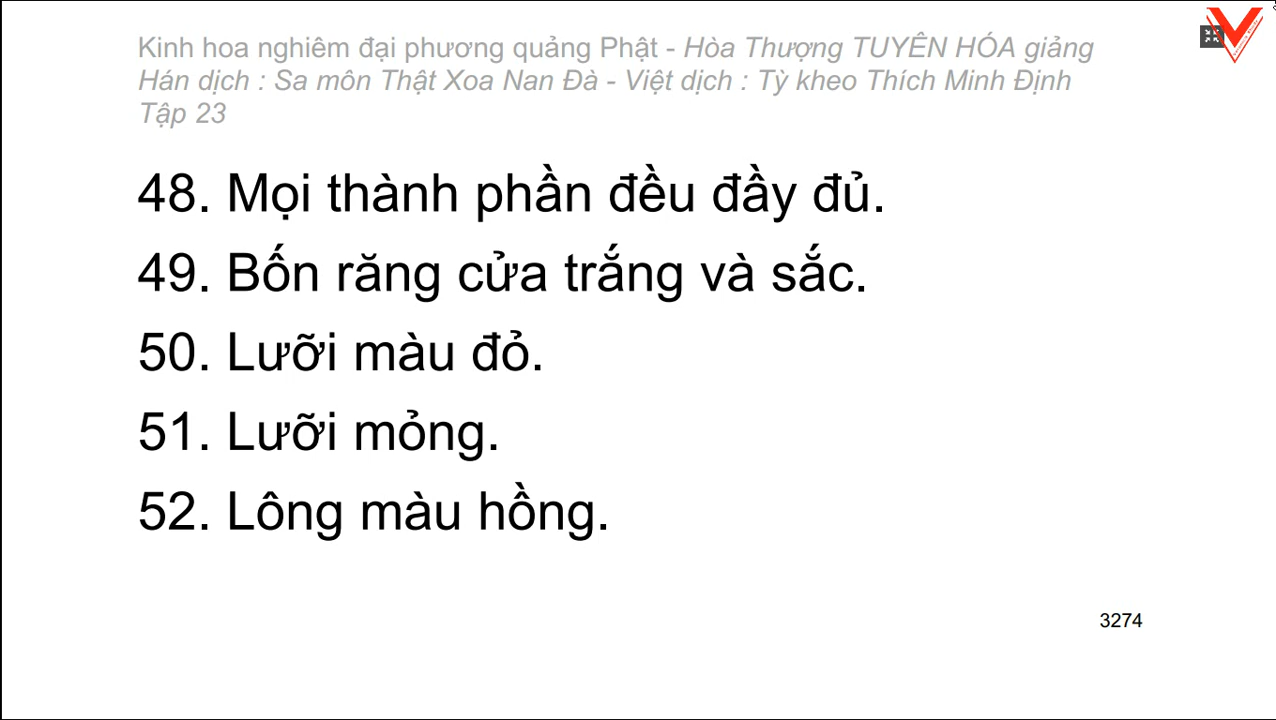 Kinh hoa nghiêm đại phương quảng Phật - Hòa Thượng TUYÊN HÓA giảng
Hán dịch : Sa môn Thật Xoa Nan Đà - Việt dịch : Tỳ kheo Thích Minh Định
Tập 23
48. Mọi thành phần đều đầy đủ.
49. Bốn răng cửa trắng và sắc.
50. Lưỡi màu đỏ.
51. Lưỡi mỏng.
52. Lông màu hồng.
3274